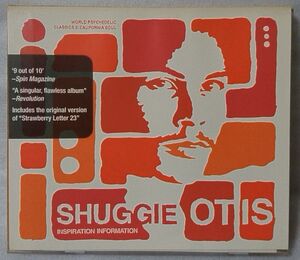 WORLD PSYCHEDELIC
CLASSICS 2: CALIFORNIA SOUL
'9 out of 10'
–Spin Magazine
"A singular, flawless album"
–Revolution
Includes the original version
of "Strawberry Letter 23"
SHUGGIE OTIS
INSPIRATION INFORMATION